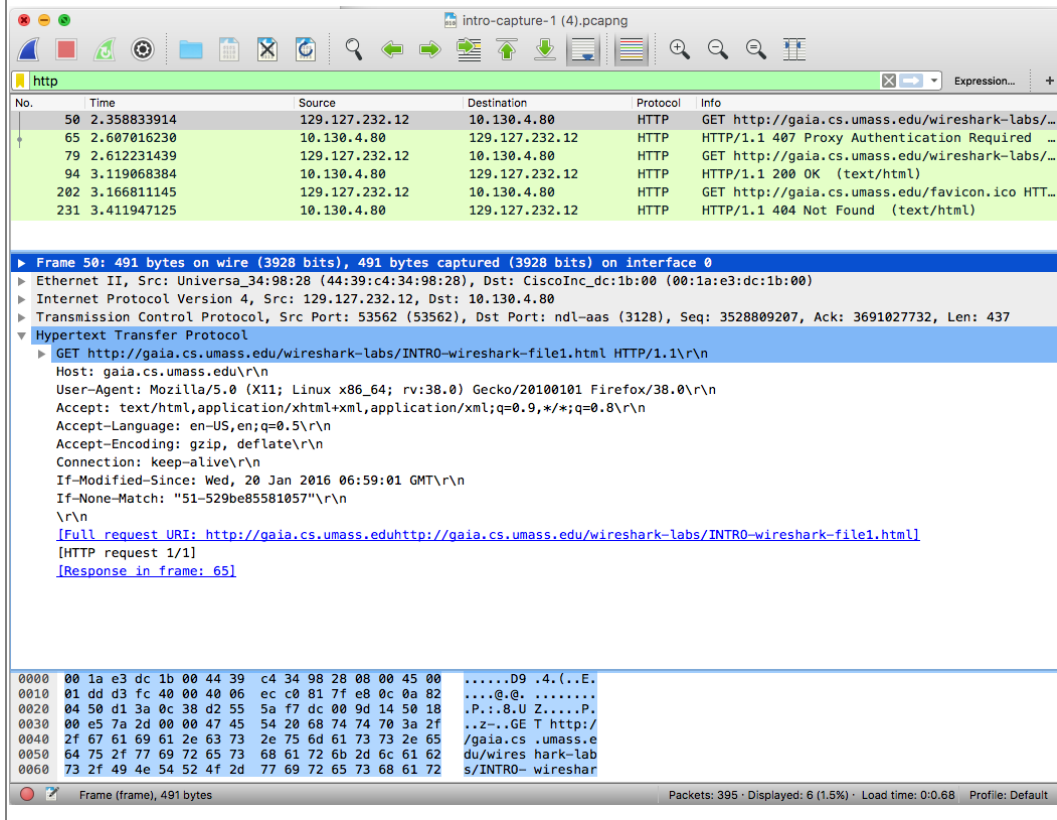 intro-capture-1 (4).pcapng
http Expression... +
No. Time Source Destination Protocol Info
50 2.358833914 129.127.232.12 10.130.4.80 HTTP GET http://gaia.cs.umass.edu/wireshark-labs/…
65 2.607016230 10.130.4.80 129.127.232.12 HTTP HTTP/1.1 407 Proxy Authentication Required …
79 2.612231439 129.127.232.12 10.130.4.80 HTTP GET http://gaia.cs.umass.edu/wireshark-labs/…
94 3.119068384 10.130.4.80 129.127.232.12 HTTP HTTP/1.1 200 OK (text/html)
202 3.166811145 129.127.232.12 10.130.4.80 HTTP GET http://gaia.cs.umass.edu/favicon.ico HTT…
231 3.411947125 10.130.4.80 129.127.232.12 HTTP HTTP/1.1 404 Not Found (text/html)
Frame 50: 491 bytes on wire (3928 bits), 491 bytes captured (3928 bits) on interface 0
Ethernet II, Src: Universa_34:98:28 (44:39:c4:34:98:28), Dst: CiscoInc_dc:1b:00 (00:1a:e3:dc:1b:00)
Internet Protocol Version 4, Src: 129.127.232.12, Dst: 10.130.4.80
Transmission Control Protocol, Src Port: 53562 (53562), Dst Port: ndl-aas (3128), Seq: 3528809207, Ack: 3691027732, Len: 437
Hypertext Transfer Protocol
GET http://gaia.cs.umass.edu/wireshark-labs/INTRO-wireshark-file1.html HTTP/1.1\r\n
Host: gaia.cs.umass.edu\r\n
User-Agent: Mozilla/5.0 (X11; Linux x86_64; rv:38.0) Gecko/20100101 Firefox/38.0\r\n
Accept: text/html,application/xhtml+xml,application/xml;q=0.9,*/*;q=0.8\r\n
Accept-Language: en-US,en;q=0.5\r\n
Accept-Encoding: gzip, deflate\r\n
Connection: keep-alive\r\n
If-Modified-Since: Wed, 20 Jan 2016 06:59:01 GMT\r\n
If-None-Match: "51-529be85581057"\r\n
\r\n
[Full request URI: http://gaia.cs.umass.eduhttp://gaia.cs.umass.edu/wireshark-labs/INTRO-wireshark-file1.html]
[HTTP request 1/1]
[Response in frame: 65]
0000 00 1a e3 dc 1b 00 44 39 c4 34 98 28 08 00 45 00 ......D9 .4.(..E.
0010 01 dd d3 fc 40 00 40 06 ec c0 81 7f e8 0c 0a 82 ....@.@. ........
0020 04 50 d1 3a 0c 38 d2 55 5a f7 dc 00 9d 14 50 18 .P.:.8.U Z.....P.
0030 00 e5 7a 2d 00 00 47 45 54 20 68 74 74 70 3a 2f ..z-..GE T http:/
0040 2f 67 61 69 61 2e 63 73 2e 75 6d 61 73 73 2e 65 /gaia.cs .umass.e
0050 64 75 2f 77 69 72 65 73 68 61 72 6b 2d 6c 61 62 du/wires hark-lab
0060 73 2f 49 4e 54 52 4f 2d 77 69 72 65 73 68 61 72 s/INTRO- wireshar
Frame (frame), 491 bytes Packets: 395 · Displayed: 6 (1.5%) · Load time: 0:0.68 Profile: Default